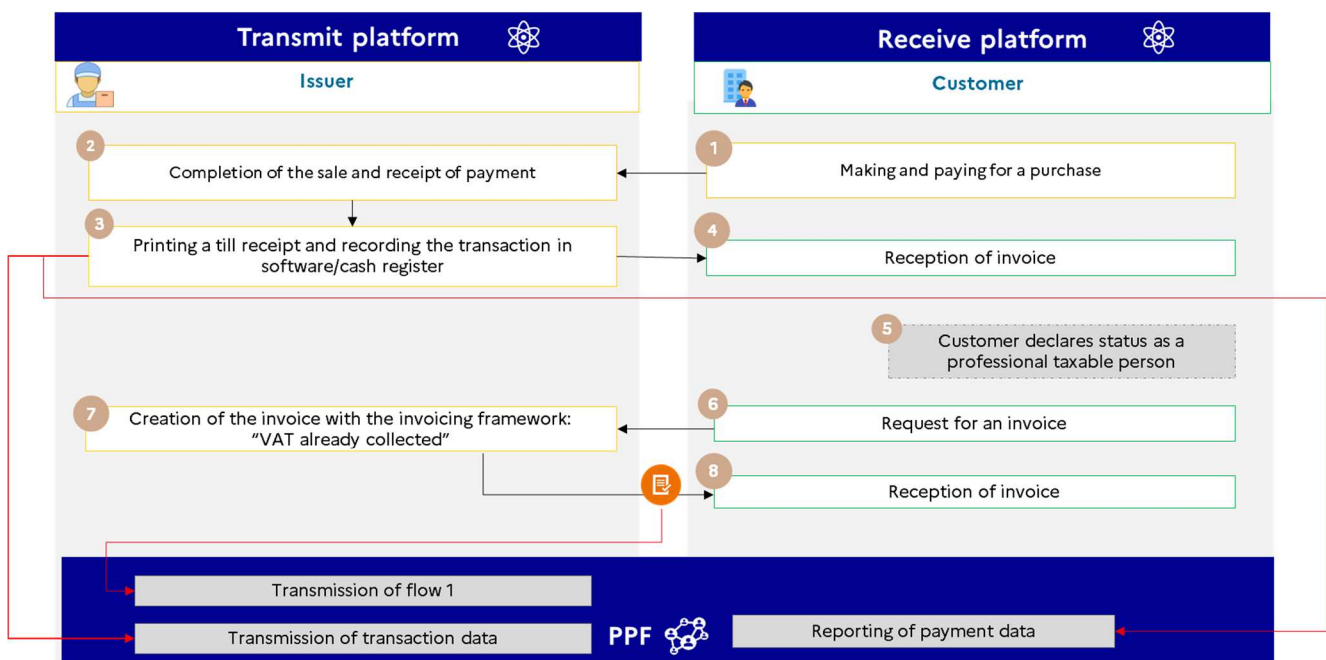 Transmit platform
Receive platform
Issuer
Customer
2
Completion of the sale and receipt of payment
1
Making and paying for a purchase
3
Printing a till receipt and recording the transaction in
software/cash register
4
Reception of invoice
5
Customer declares status as a
professional taxable person
7
Creation of the invoice with the invoicing framework:
“VAT already collected”
6
Request for an invoice
8
Reception of invoice
Transmission of flow 1
Transmission of transaction data
PPF
Reporting of payment data